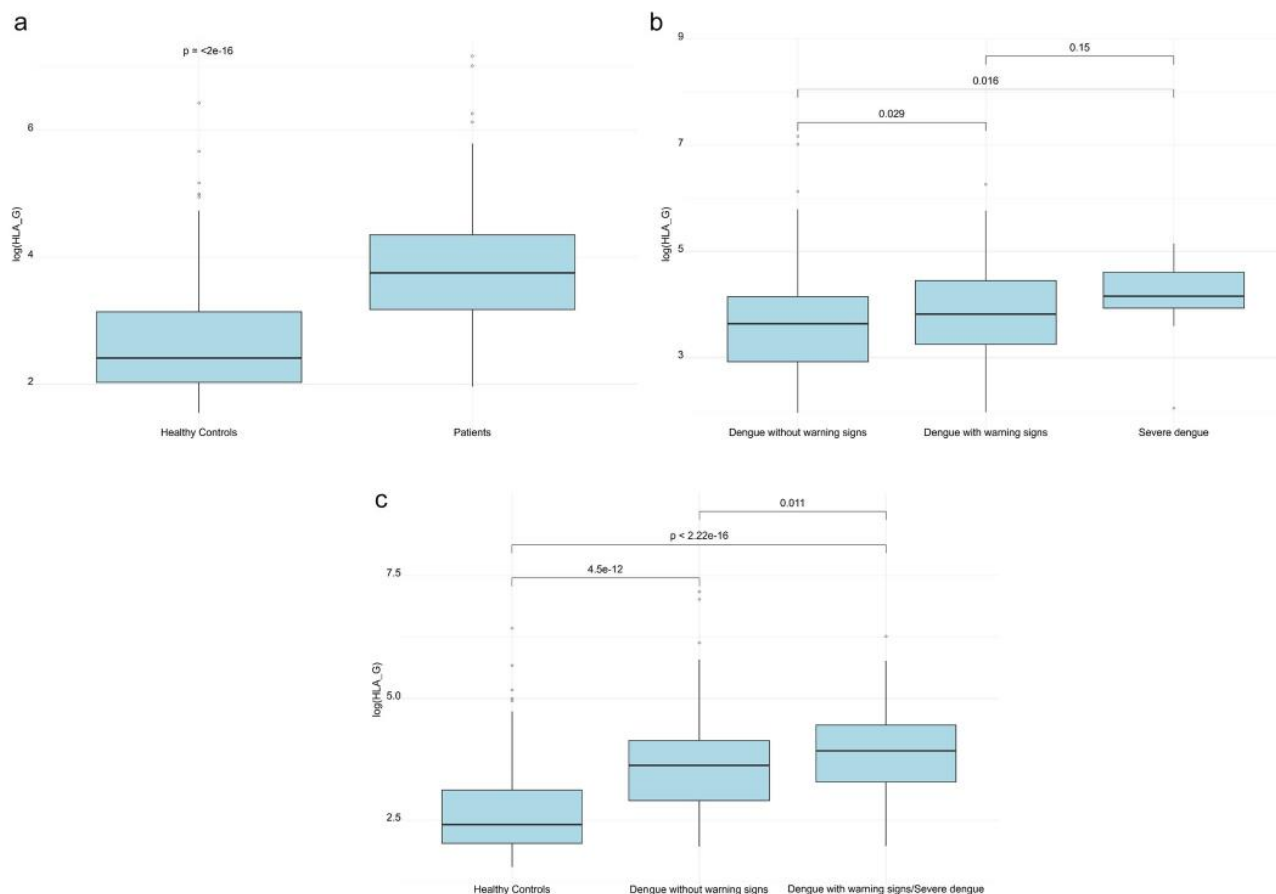 a
p = <2e-16
6
4
2
log(HLA_G)
Healthy Controls
Patients
b
9
7
5
3
log(HLA_G)
0.15
0.016
0.029
Dengue without warning signs
Dengue with warning signs
Severe dengue
c
0.011
p < 2.22e-16
4.5e-12
7.5
5.0
2.5
log(HLA_G)
Healthy Controls
Dengue without warning signs
Dengue with warning signs/Severe dengue